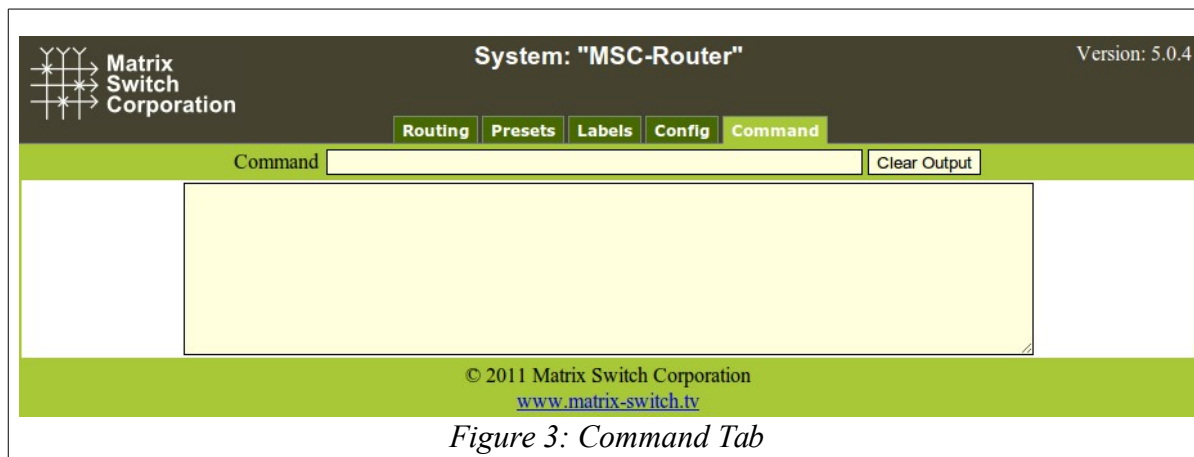 Matrix
Switch
Corporation
System: "MSC-Router"
Version: 5.0.4
Routing Presets Labels Config Command
Command Clear Output
© 2011 Matrix Switch Corporation
www.matrix-switch.tv
Figure 3: Command Tab